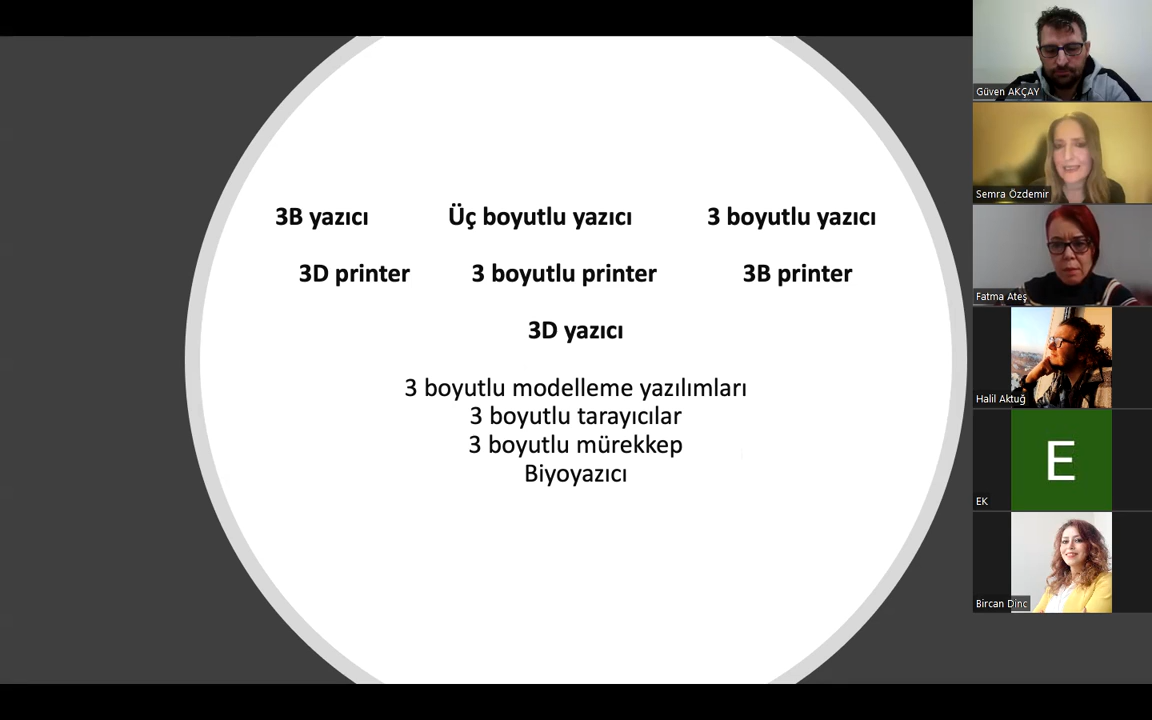 3B yazıcı Üç boyutlu yazıcı 3 boyutlu yazıcı
3D printer 3 boyutlu printer 3B printer
3D yazıcı
3 boyutlu modelleme yazılımları
3 boyutlu tarayıcılar
3 boyutlu mürekkep
Biyoyazıcı
Güven AKÇAY
Semra Özdemir
Fatma Ateş
Halil Aktuğ
E
EK
Bircan Dinc